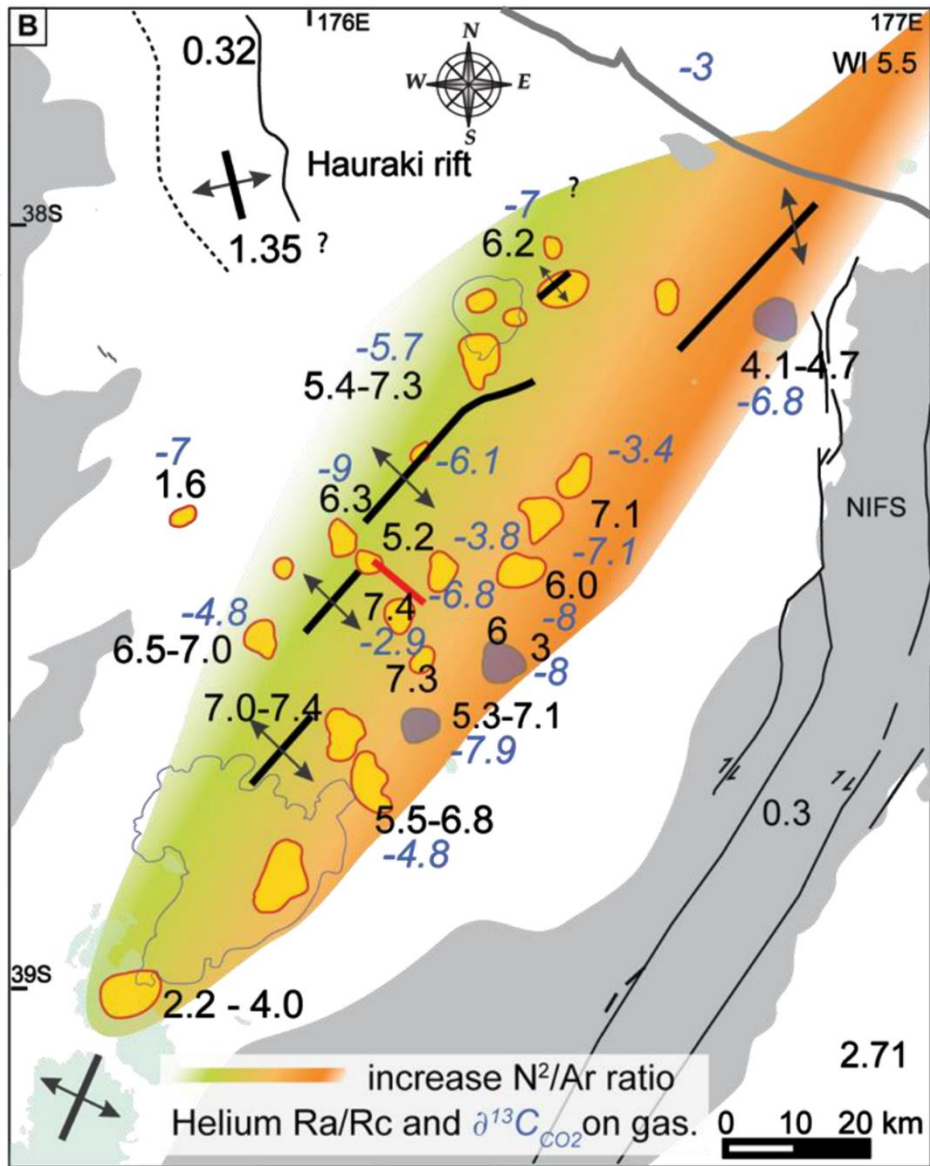 B
176E
177E
WI 5.5
0.32
N
W E
S
-3
Hauraki rift
38S
1.35 ?
?
-7
6.2
-5.7
5.4-7.3
4.1-4.7
-6.8
-7
1.6
-9
6.3
-6.1
-3.4
NIFS
5.2
-3.8
7.1
-7.1
-6.8
6.0
7.4
-8
-4.8
6.5-7.0
-2.9
6
3
-8
7.3
7.0-7.4
5.3-7.1
-7.9
5.5-6.8
-4.8
0.3
39S
2.2 - 4.0
2.71
increase N²/Ar ratio
Helium Ra/Rc and ∂¹³C_CO2 on gas.
0 10 20 km